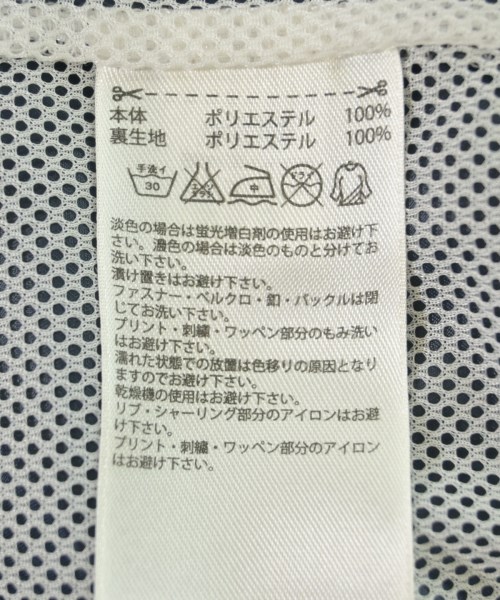 本体 ポリエステル 100%
裏生地 ポリエステル 100%
手洗イ 30 エンソ 中 ドライ
淡色の場合は蛍光増白剤の使用はお避け下
さい。濃色の場合は淡色のものと分けてお
洗い下さい。
漬け置きはお避け下さい。
ファスナー・ベルクロ・釦・バックルは閉
じてお洗い下さい。
プリント・刺繍・ワッペン部分のもみ洗い
はお避け下さい。
濡れた状態での放置は色移りの原因となり
ますのでお避け下さい。
乾燥機の使用はお避け下さい。
リブ・シャーリング部分のアイロンはお避
け下さい。
プリント・刺繍・ワッペン部分のアイロン
はお避け下さい。